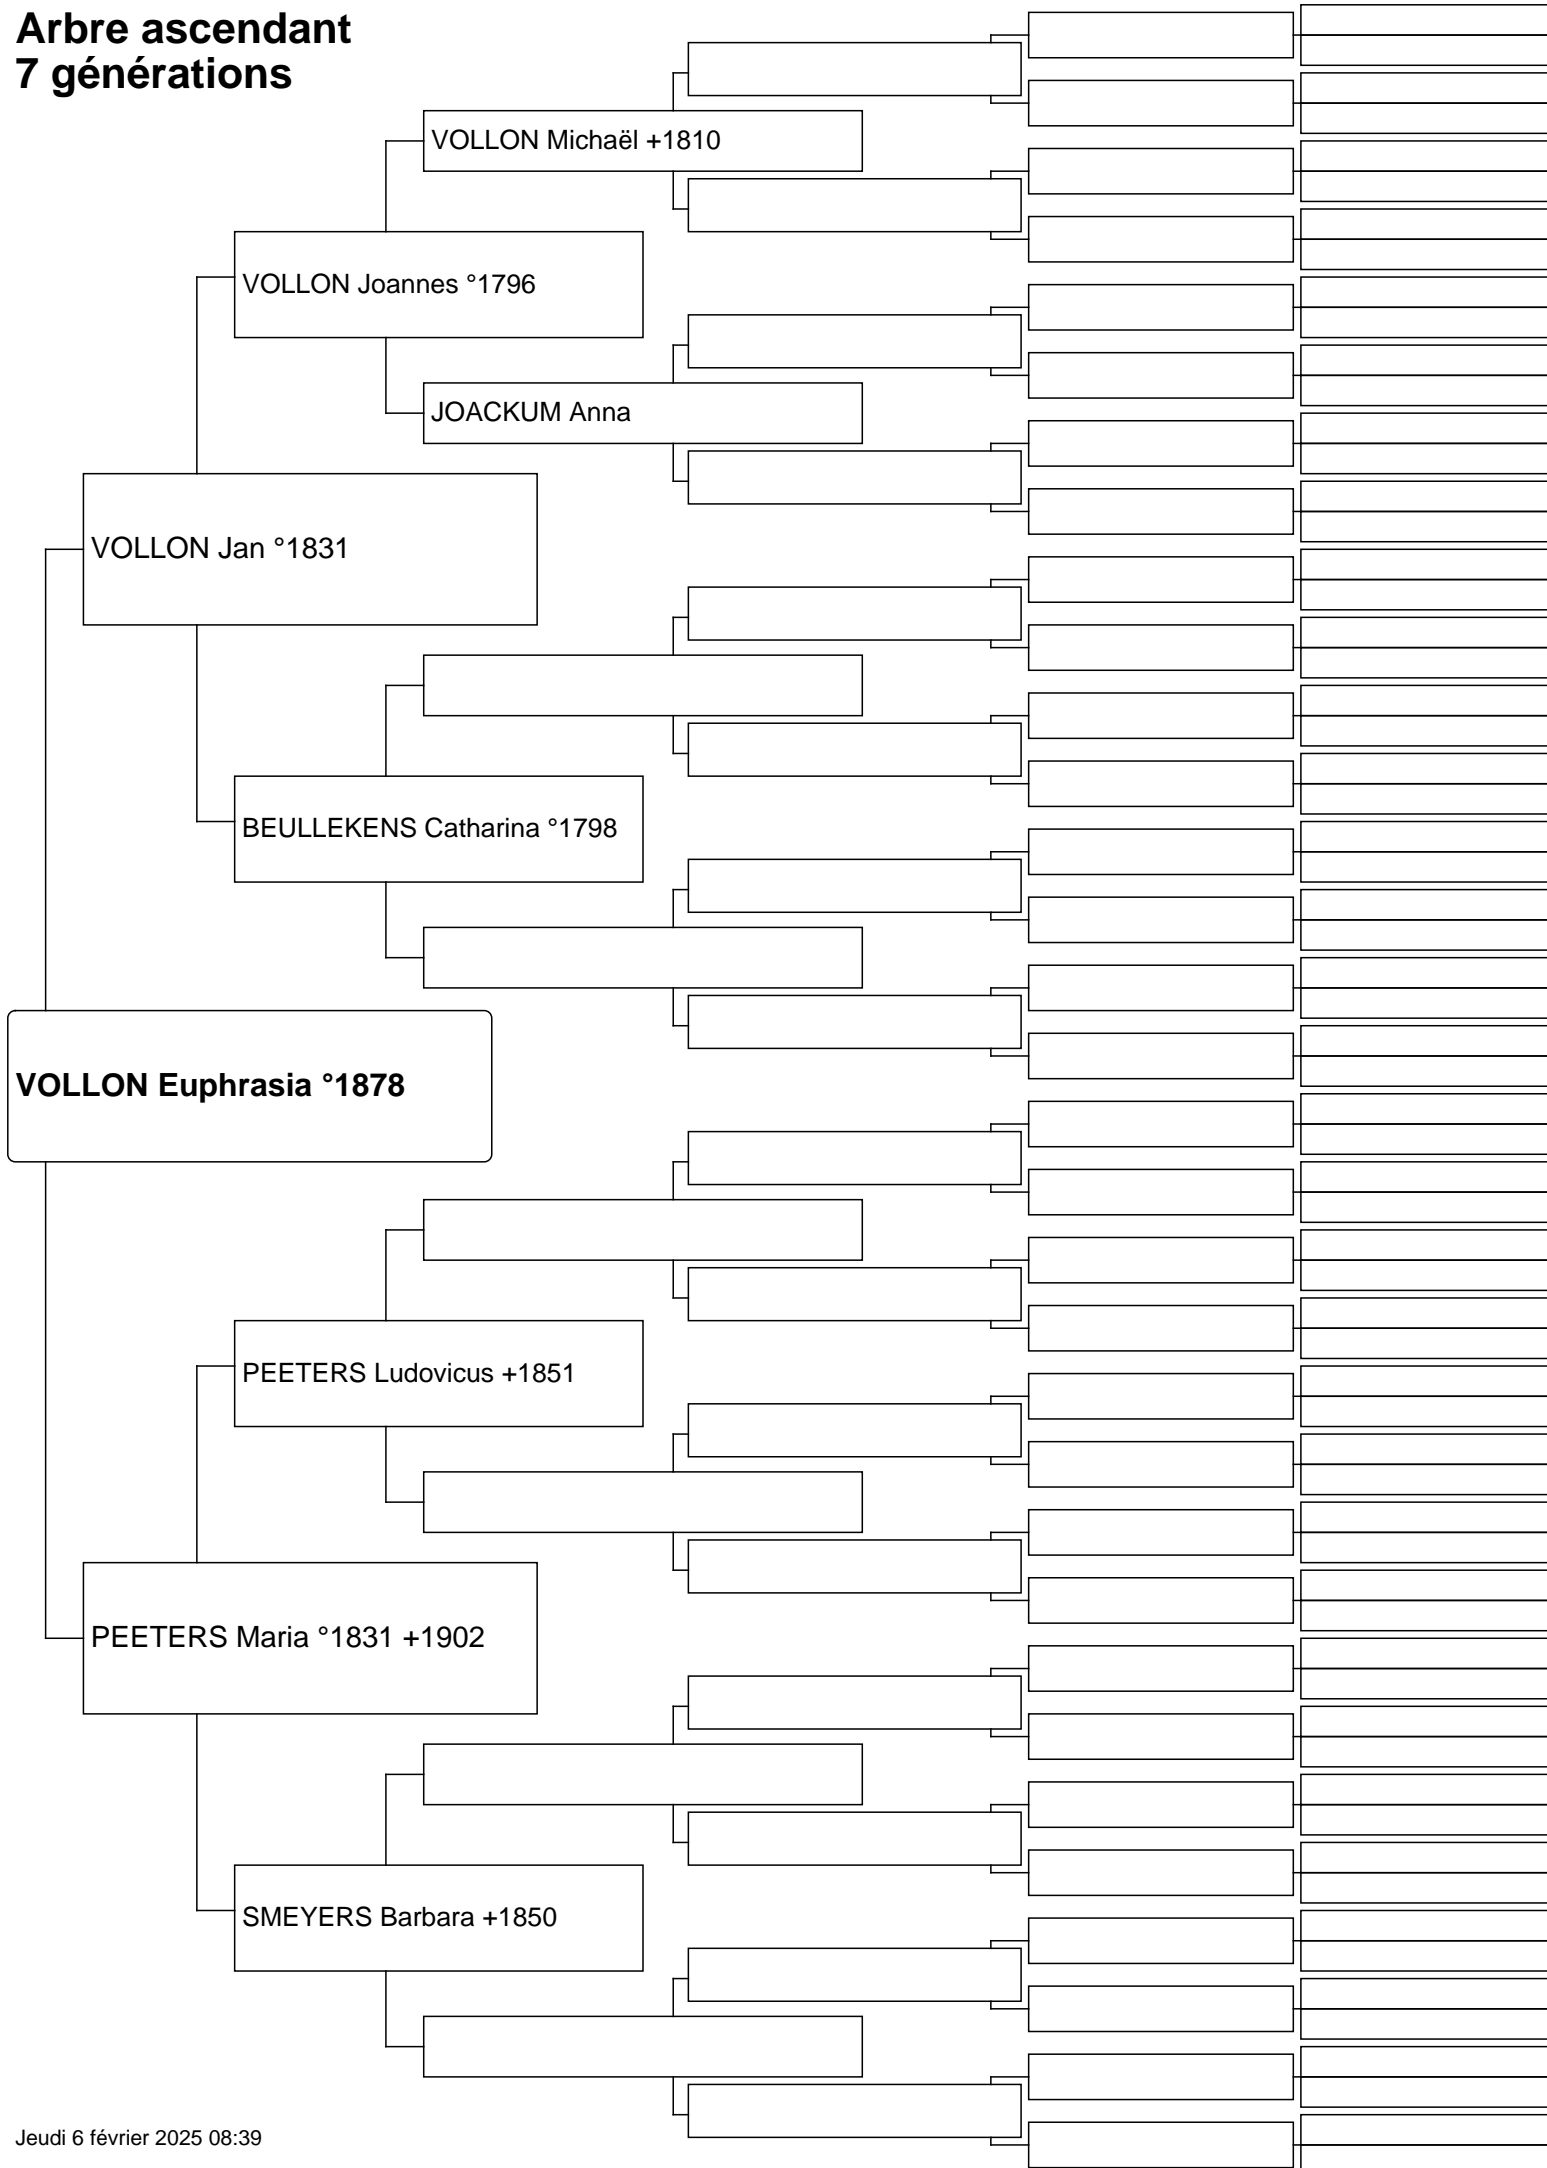 Arbre ascendant
7 générations
VOLLON Michaël +1810
VOLLON Joannes °1796
JOACKUM Anna
VOLLON Jan °1831
BEULLEKENS Catharina °1798
VOLLON Euphrasia °1878
PEETERS Ludovicus +1851
PEETERS Maria °1831 +1902
SMEYERS Barbara +1850
Jeudi 6 février 2025 08:39